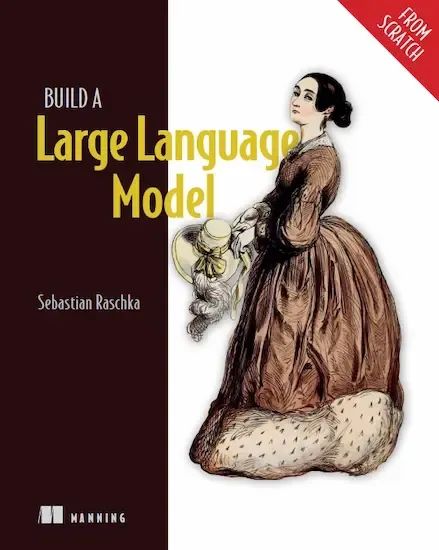 FROM
SCRATCH
BUILD A
Large Language
Model
Sebastian Raschka
MANNING